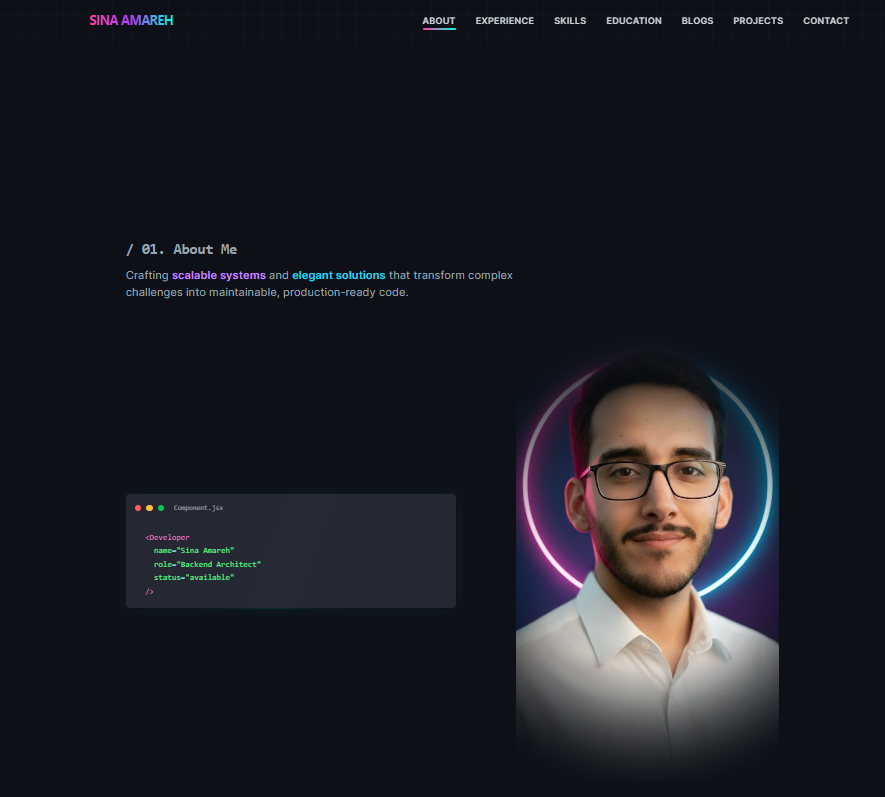 SINA AMAREH
ABOUT EXPERIENCE SKILLS EDUCATION BLOGS PROJECTS CONTACT
/ 01. About Me
Crafting scalable systems and elegant solutions that transform complex
challenges into maintainable, production-ready code.
Component.jsx
<Developer
name="Sina Amareh"
role="Backend Architect"
status="available"
/>